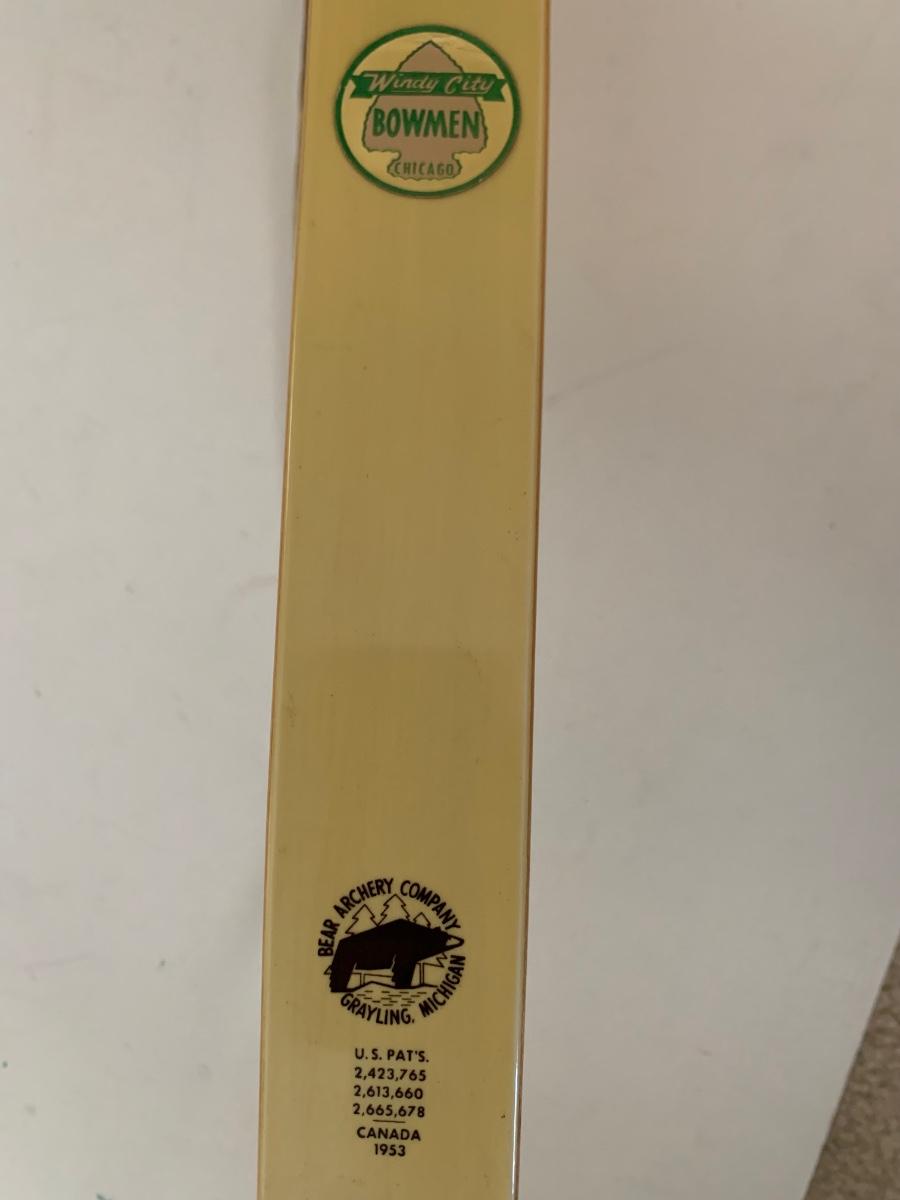 Windy City
BOWMEN
CHICAGO
BEAR ARCHERY COMPANY
GRAYLING, MICHIGAN
U.S. PAT'S.
2,423,765
2,613,660
2,665,678
CANADA
1953